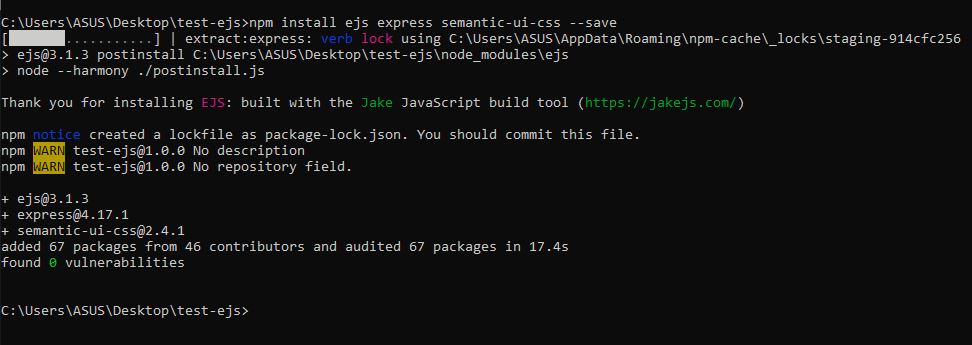 C:\Users\ASUS\Desktop\test-ejs>npm install ejs express semantic-ui-css --save
[          ...........] | extract:express: verb lock using C:\Users\ASUS\AppData\Roaming\npm-cache\_locks\staging-914cfc256
> ejs@3.1.3 postinstall C:\Users\ASUS\Desktop\test-ejs\node_modules\ejs
> node --harmony ./postinstall.js
Thank you for installing EJS: built with the Jake JavaScript build tool (https://jakejs.com/)
npm notice created a lockfile as package-lock.json. You should commit this file.
npm WARN test-ejs@1.0.0 No description
npm WARN test-ejs@1.0.0 No repository field.
+ ejs@3.1.3
+ express@4.17.1
+ semantic-ui-css@2.4.1
added 67 packages from 46 contributors and audited 67 packages in 17.4s
found 0 vulnerabilities
C:\Users\ASUS\Desktop\test-ejs>